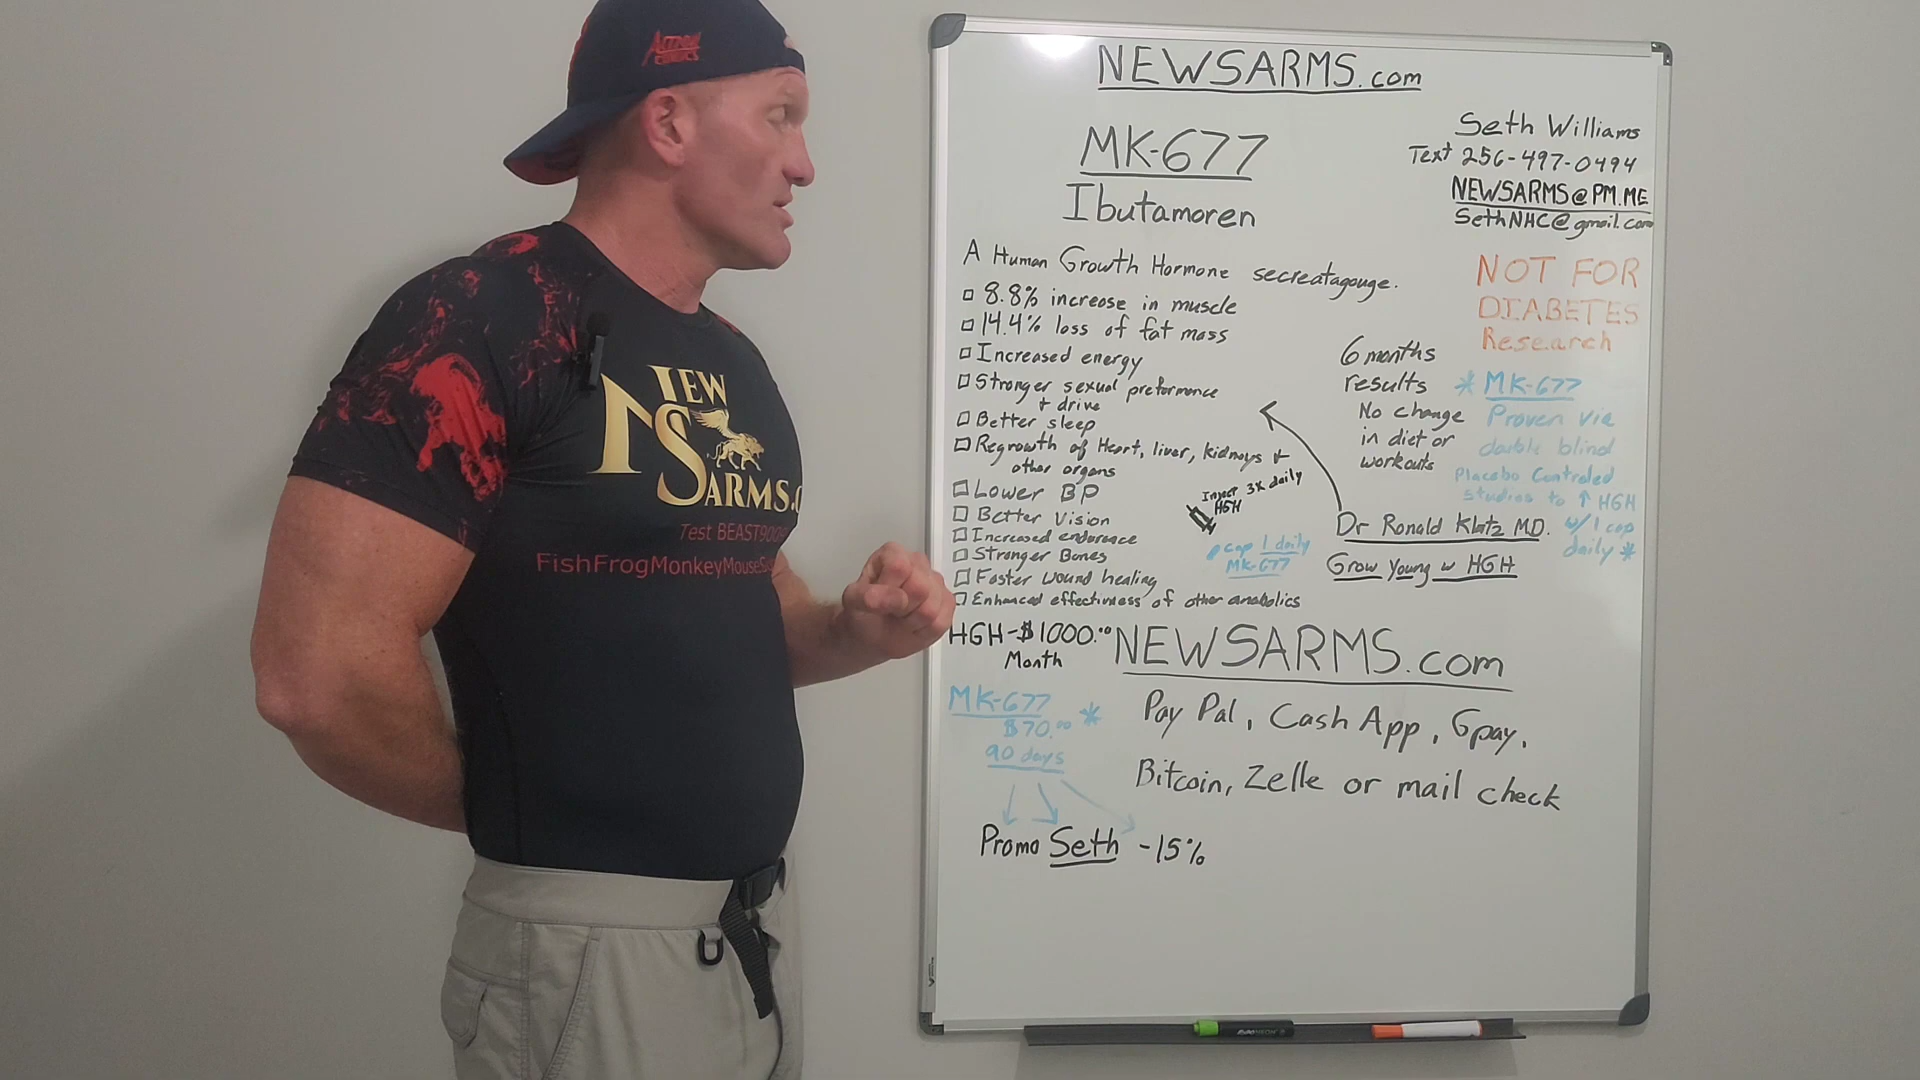 ACTION
COMICS
NEW
SARMS.C
Test BEAST900
FishFrogMonkeyMouseS
NEWSARMS.com
MK-677
Ibutamoren
Seth Williams
Text 256-497-0494
NEWSARMS@PM.ME
SethNHC@gmail.com
A Human Growth Hormone secreatagouge.
8.8% increase in muscle
14.4% loss of fat mass
Increased energy
Stronger sexual preformance
+ drive
Better sleep
Regrowth of Heart, liver, kidneys +
other organs
Lower BP
Better Vision
Increased endurance
Stronger Bones
Faster wound healing
Enhanced effectivness of other anabolics
NOT FOR
DIABETES
Research
6 months
results
No change
in diet or
workouts
* MK-677
Proven via
double blind
Placebo Controled
Studies to ↑ HGH
w/ 1 cap
daily *
Inject 3x daily
HGH
cap 1 daily
MK-677
Dr Ronald Klatz MD.
Grow Young w HGH
HGH-$1000.00
Month
MK-677
$70.00 *
90 days
Promo Seth -15%
NEWSARMS.com
Pay Pal, Cash App, Gpay,
Bitcoin, Zelle or mail check